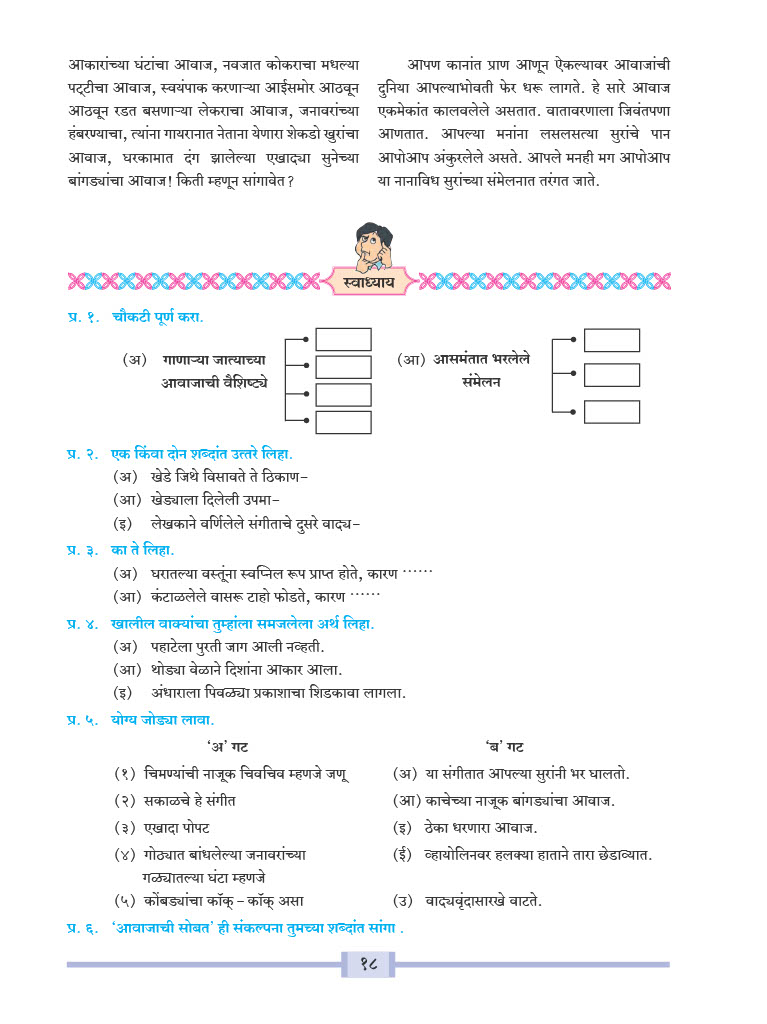 आकारांच्या घंटांचा आवाज, नवजात कोकराचा मधल्या
पट्टीचा आवाज, स्वयंपाक करणाऱ्या आईसमोर आठवून
आठवून रडत बसणाऱ्या लेकराचा आवाज, जनावरांच्या
हंबरण्याचा, त्यांना गायरानात नेताना येणारा शेकडो खुरांचा
आवाज, घरकामात दंग झालेल्या एखाद्या सुनेच्या
बांगड्यांचा आवाज! किती म्हणून सांगावेत ?
आपण कानांत प्राण आणून ऐकल्यावर आवाजांची
दुनिया आपल्याभोवती फेर धरू लागते. हे सारे आवाज
एकमेकांत कालवलेले असतात. वातावरणाला जिवंतपणा
आणतात. आपल्या मनांना लसलसत्या सुरांचे पान
आपोआप अंकुरलेले असते. आपले मनही मग आपोआप
या नानाविध सुरांच्या संमेलनात तरंगत जाते.
स्वाध्याय
प्र. १. चौकटी पूर्ण करा.
(अ) गाणाऱ्या जात्याच्या
आवाजाची वैशिष्ट्ये
(आ) आसमंतात भरलेले
संमेलन
प्र. २. एक किंवा दोन शब्दांत उत्तरे लिहा.
(अ) खेडे जिथे विसावते ते ठिकाण-
(आ) खेड्याला दिलेली उपमा-
(इ) लेखकाने वर्णिलेले संगीताचे दुसरे वाद्य-
प्र. ३. का ते लिहा.
(अ) घरातल्या वस्तूंना स्वप्निल रूप प्राप्त होते, कारण ······
(आ) कंटाळलेले वासरू टाहो फोडते, कारण ······
प्र. ४. खालील वाक्यांचा तुम्हांला समजलेला अर्थ लिहा.
(अ) पहाटेला पुरती जाग आली नव्हती.
(आ) थोड्या वेळाने दिशांना आकार आला.
(इ) अंधाराला पिवळ्या प्रकाशाचा शिडकावा लागला.
प्र. ५. योग्य जोड्या लावा.
‘अ’ गट ‘ब’ गट
(१) चिमण्यांची नाजूक चिवचिव म्हणजे जणू (अ) या संगीतात आपल्या सुरांनी भर घालतो.
(२) सकाळचे हे संगीत (आ) काचेच्या नाजूक बांगड्यांचा आवाज.
(३) एखादा पोपट (इ) ठेका धरणारा आवाज.
(४) गोठ्यात बांधलेल्या जनावरांच्या (ई) व्हायोलिनवर हलक्या हाताने तारा छेडाव्यात.
गळ्यातल्या घंटा म्हणजे
(५) कोंबड्यांचा कॉक् - कॉक् असा (उ) वाद्यवृंदासारखे वाटते.
प्र. ६. ‘आवाजाची सोबत’ ही संकल्पना तुमच्या शब्दांत सांगा .
१८